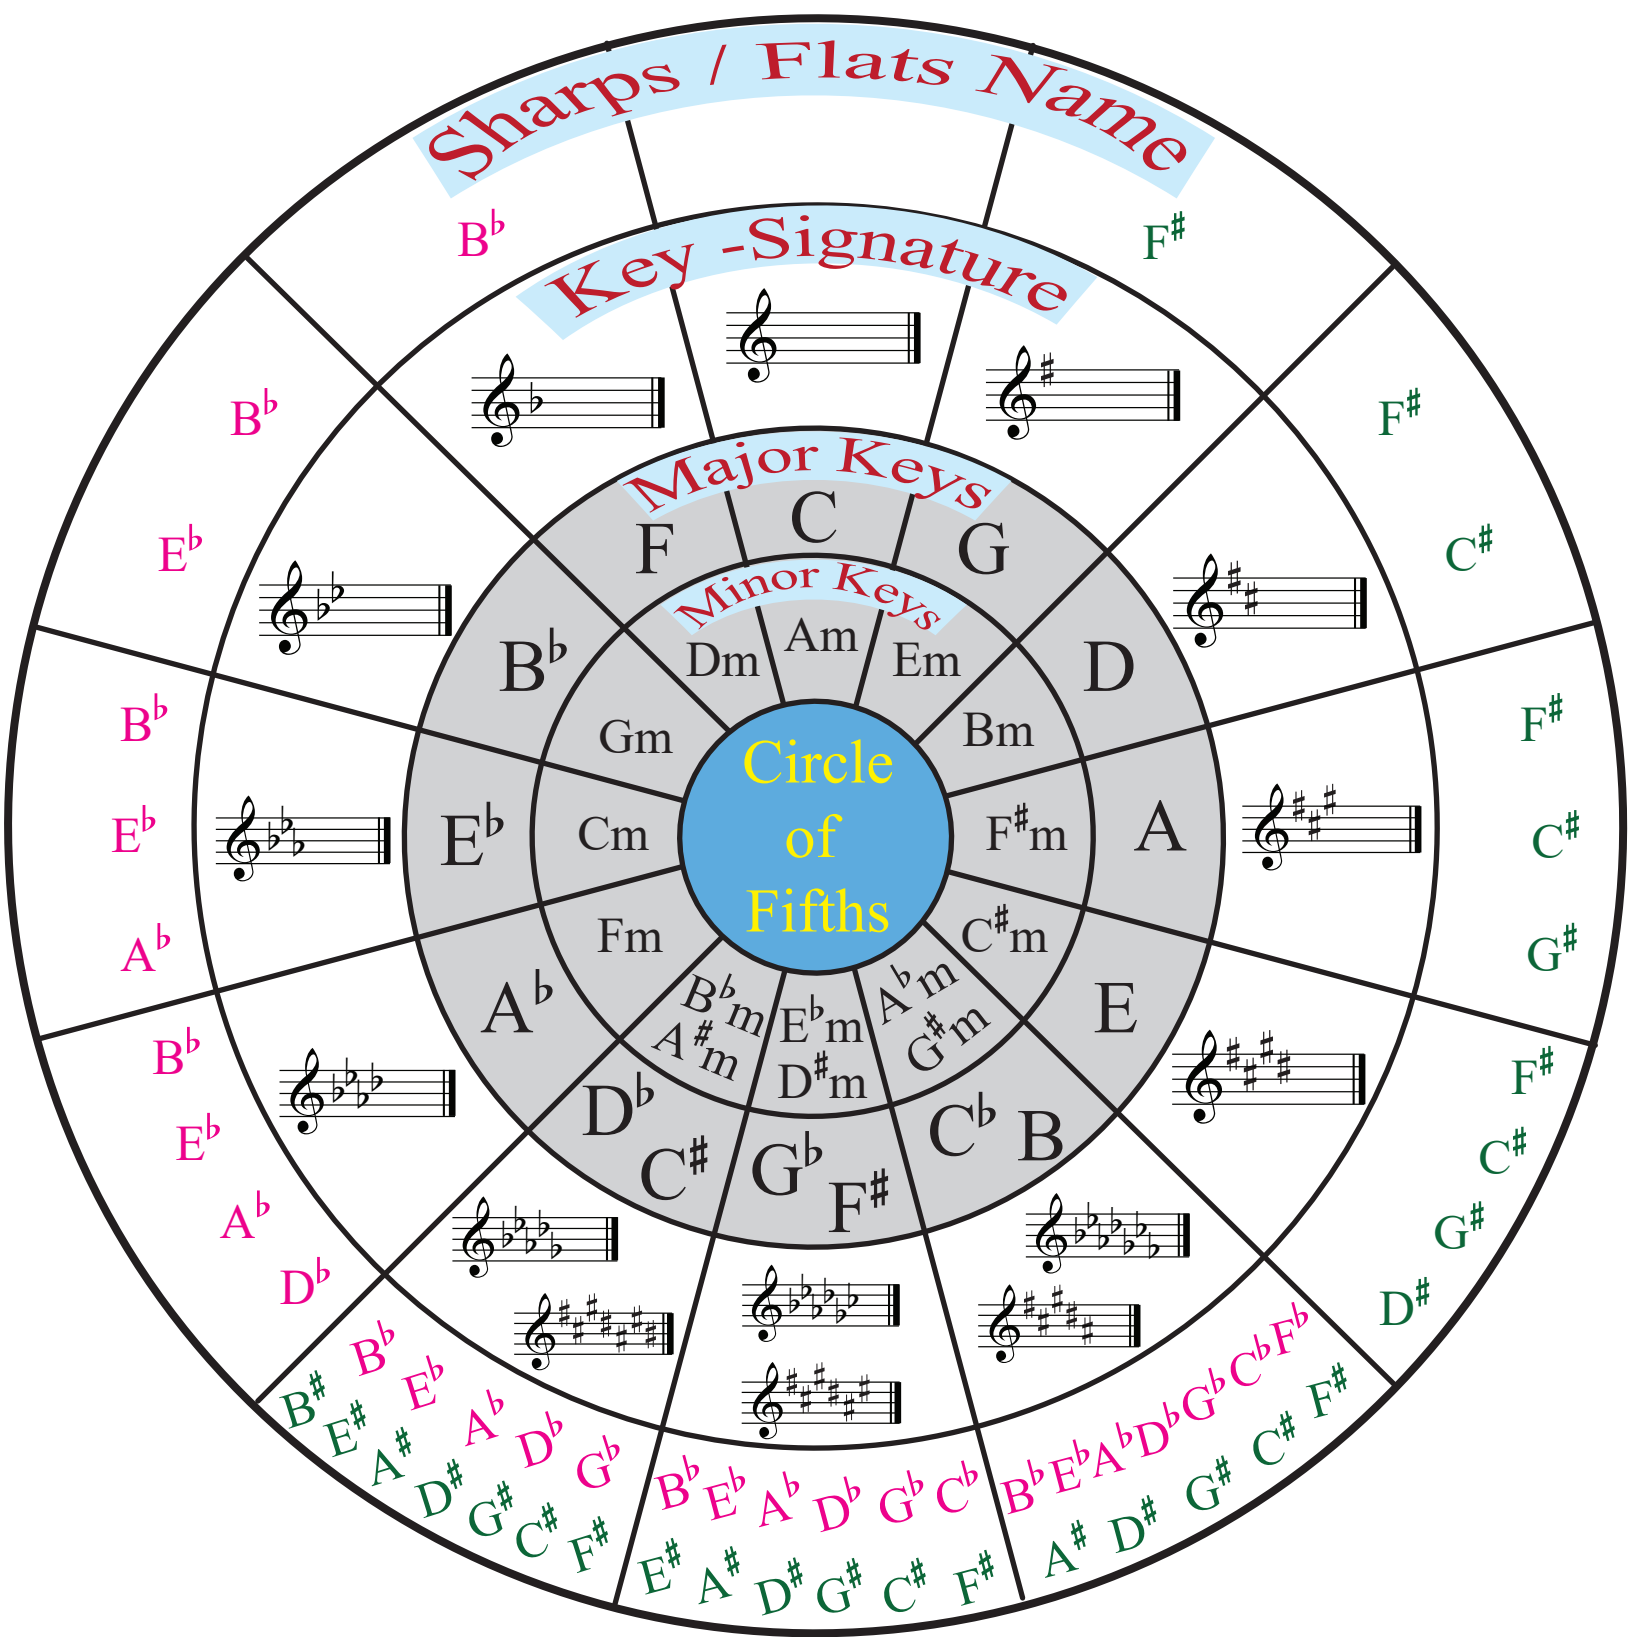 Sharps / Flats Name
Key -Signature
Major Keys
Minor Keys
Circle
of
Fifths
C
G
D
A
E
C♭ B
G♭
F♯
D♭
C♯
A♭
E♭
B♭
F
Am
Em
Bm
F♯m
C♯m
A♭m
G♯m
E♭m
D♯m
B♭m
A♯m
Fm
Cm
Gm
Dm
F♯
F♯
C♯
F♯
C♯
G♯
F♯
C♯
G♯
D♯
B♭ E♭ A♭ D♭ G♭ C♭ F♭
A♯ D♯ G♯ C♯ F♯
B♭ E♭ A♭ D♭ G♭ C♭
E♯ A♯ D♯ G♯ C♯ F♯
B♭ E♭ A♭ D♭ G♭
B♯ E♯ A♯ D♯ G♯ C♯ F♯
B♭
E♭
A♭
D♭
B♭
E♭
A♭
B♭
E♭
B♭